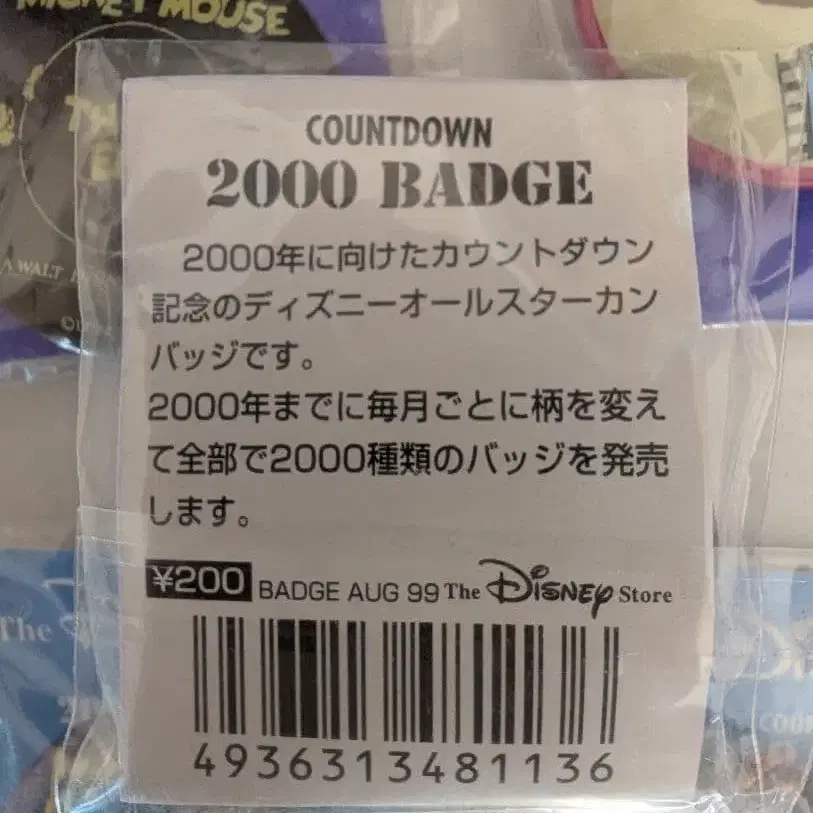 MICKEY MOUSE
COUNTDOWN
2000 BADGE
2000年に向けたカウントダウン
記念のディズニーオールスターカン
バッジです。
2000年までに毎月ごとに柄を変え
て全部で2000種類のバッジを発売
します。
¥200 BADGE AUG 99 The Disney Store
4936313481136
The